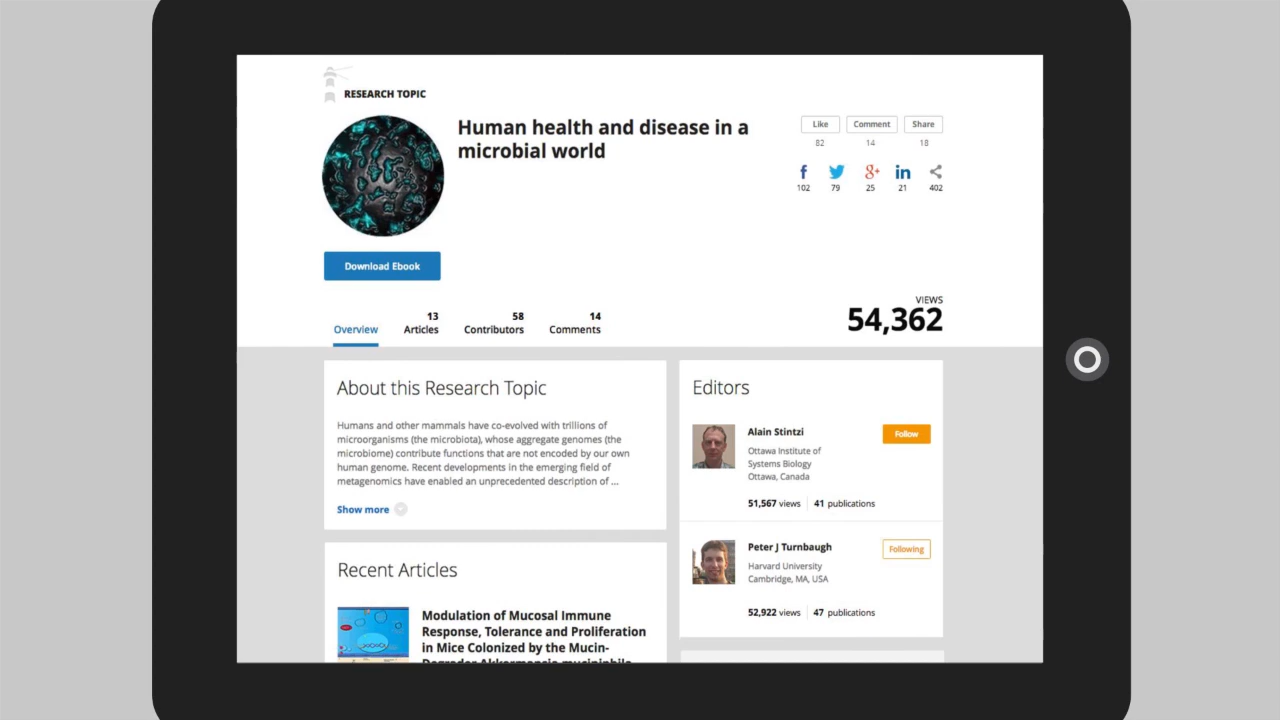 RESEARCH TOPIC
Human health and disease in a
microbial world
Like Comment Share
82 14 18
f 8+ in
102 79 25 21 402
Download Ebook
VIEWS
54,362
13 58 14
Overview Articles Contributors Comments
About this Research Topic
Humans and other mammals have co-evolved with trillions of
microorganisms (the microbiota), whose aggregate genomes (the
microbiome) contribute functions that are not encoded by our own
human genome. Recent developments in the emerging field of
metagenomics have enabled an unprecedented description of ...
Show more
Recent Articles
Modulation of Mucosal Immune
Response, Tolerance and Proliferation
in Mice Colonized by the Mucin-
Degrader Akkermansia muciniphila
Editors
Alain Stintzi
Follow
Ottawa Institute of
Systems Biology
Ottawa, Canada
51,567 views 41 publications
Peter J Turnbaugh
Following
Harvard University
Cambridge, MA, USA
52,922 views 47 publications